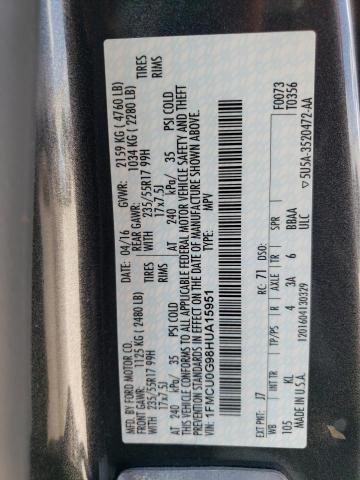 MFD. BY FORD MOTOR CO.
DATE: 04/16 GVWR: 2159 KG ( 4760 LB)
FRONT GAWR: 1125 KG ( 2480 LB) REAR GAWR: 1034 KG ( 2280 LB)
WITH 235/55R17 99H TIRES WITH 235/55R17 99H TIRES
17x7.5J RIMS 17x7.5J RIMS
AT 240 kPa/ 35 PSI COLD AT 240 kPa/ 35 PSI COLD
THIS VEHICLE CONFORMS TO ALL APPLICABLE FEDERAL MOTOR VEHICLE SAFETY AND THEFT
PREVENTION STANDARDS IN EFFECT ON THE DATE OF MANUFACTURE SHOWN ABOVE.
VIN: 1FMCU0G98HUA15951
TYPE: MPV
F0073
T0356
EXT PNT: J7 RC: 71 DSO:
WB INT TR TP/PS R AXLE TR SPR
105 KL 4 3A 6 BBAA
ULC
MADE IN U.S.A.
1201604130329
▽5U5A-3520472-AA